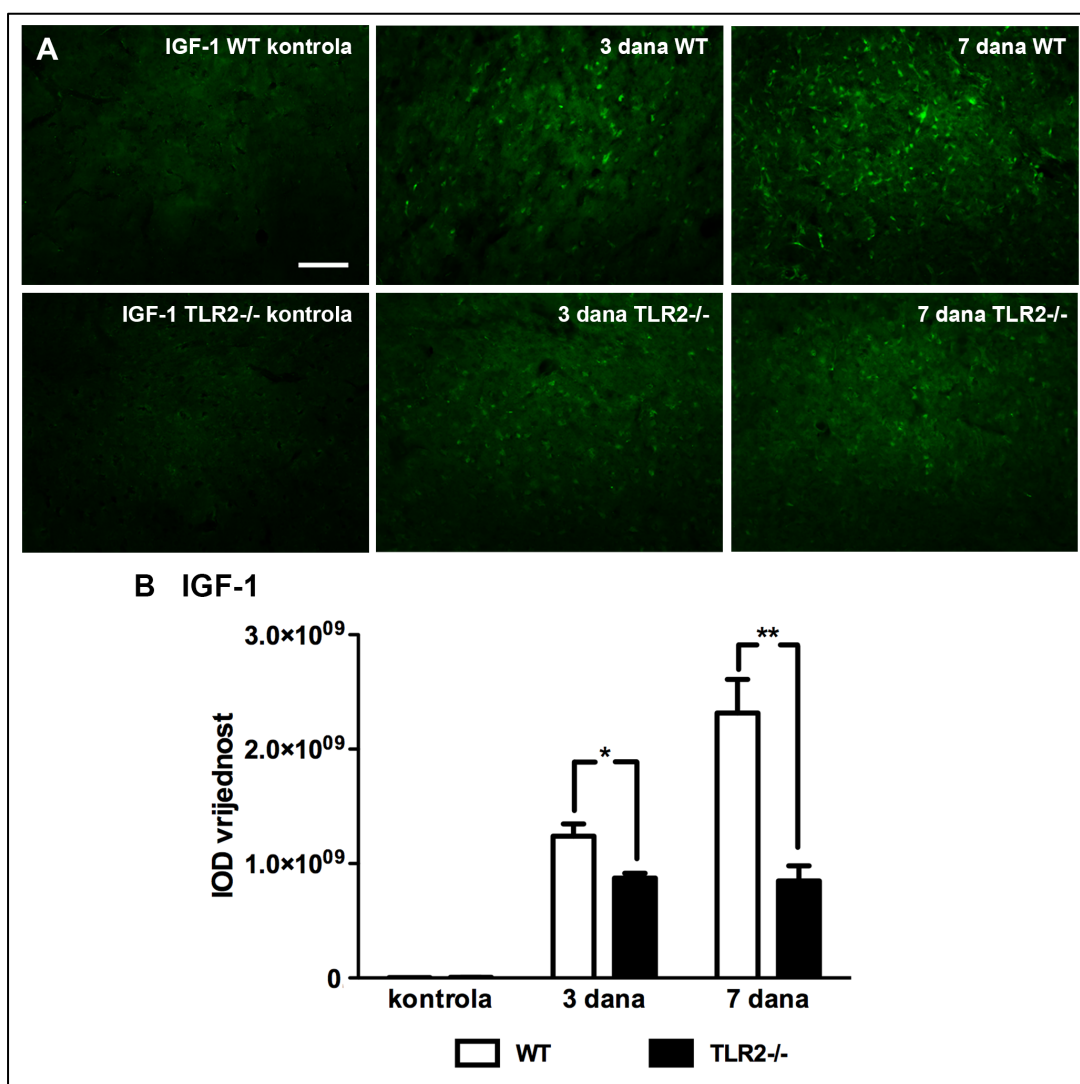 A
IGF-1 WT kontrola
3 dana WT
7 dana WT
IGF-1 TLR2-/- kontrola
3 dana TLR2-/-
7 dana TLR2-/-
B IGF-1
IOD vrijednost
3.0×10⁰⁹
2.0×10⁰⁹
1.0×10⁰⁹
0
*
**
kontrola
3 dana
7 dana
WT
TLR2-/-